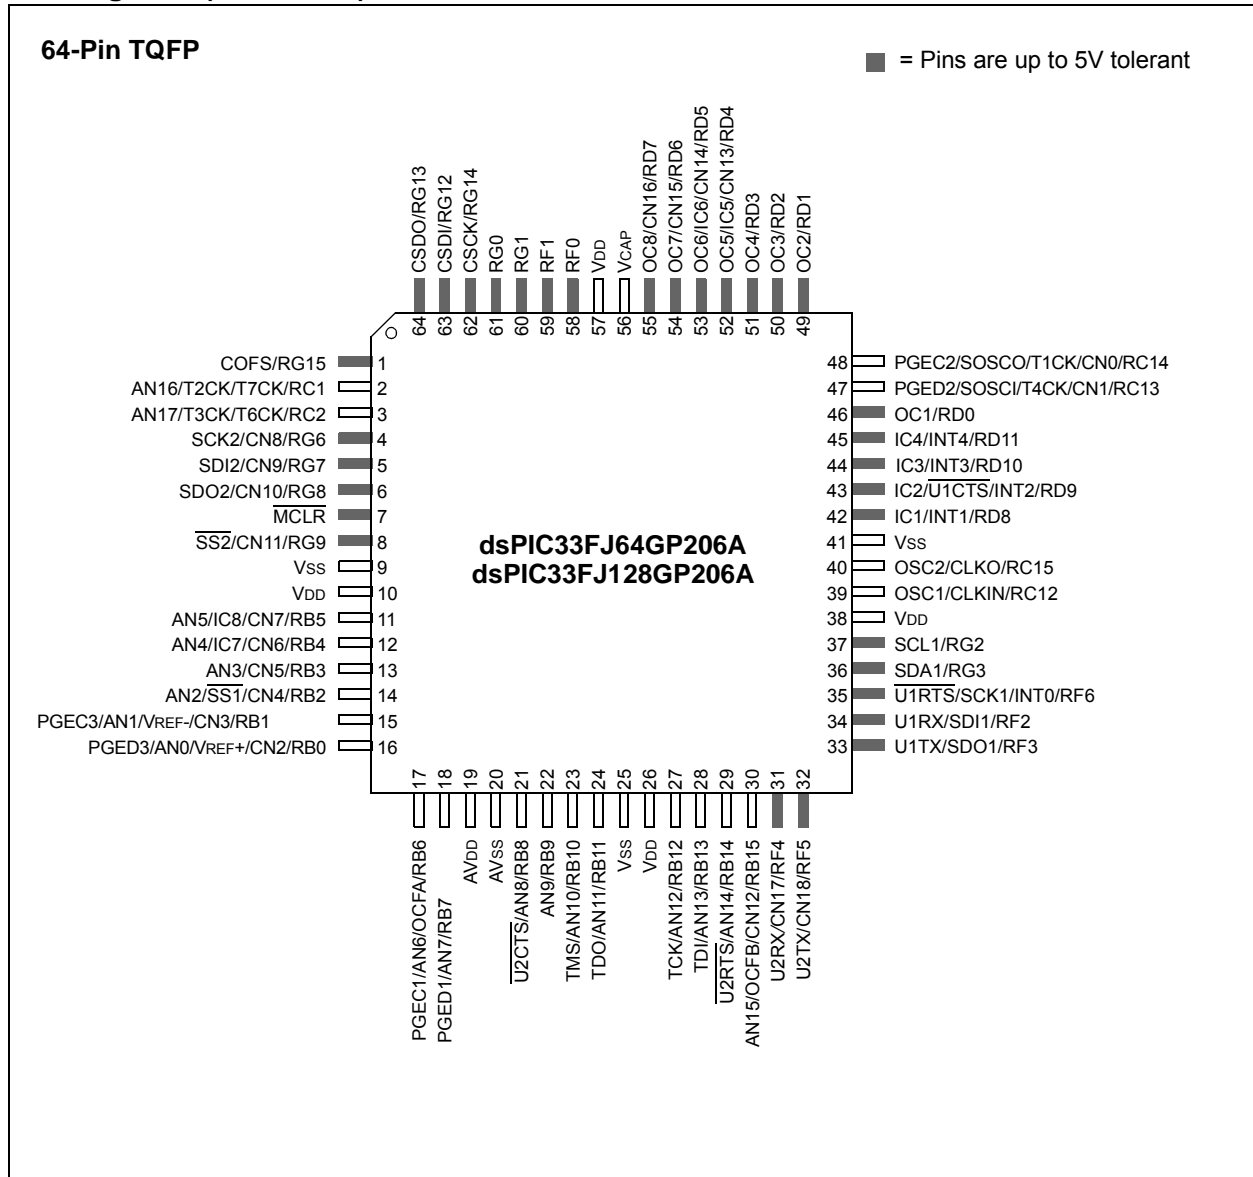 64-Pin TQFP
= Pins are up to 5V tolerant
CSDO/RG13
CSDI/RG12
CSCK/RG14
RG0
RG1
RF1
RF0
VDD
VCAP
OC8/CN16/RD7
OC7/CN15/RD6
OC6/IC6/CN14/RD5
OC5/IC5/CN13/RD4
OC4/RD3
OC3/RD2
OC2/RD1
64
63
62
61
60
59
58
57
56
55
54
53
52
51
50
49
COFS/RG15 1
AN16/T2CK/T7CK/RC1 2
AN17/T3CK/T6CK/RC2 3
SCK2/CN8/RG6 4
SDI2/CN9/RG7 5
SDO2/CN10/RG8 6
MCLR 7
SS2/CN11/RG9 8
VSS 9
VDD 10
AN5/IC8/CN7/RB5 11
AN4/IC7/CN6/RB4 12
AN3/CN5/RB3 13
AN2/SS1/CN4/RB2 14
PGEC3/AN1/VREF-/CN3/RB1 15
PGED3/AN0/VREF+/CN2/RB0 16
dsPIC33FJ64GP206A
dsPIC33FJ128GP206A
48 PGEC2/SOSCO/T1CK/CN0/RC14
47 PGED2/SOSCI/T4CK/CN1/RC13
46 OC1/RD0
45 IC4/INT4/RD11
44 IC3/INT3/RD10
43 IC2/U1CTS/INT2/RD9
42 IC1/INT1/RD8
41 VSS
40 OSC2/CLKO/RC15
39 OSC1/CLKIN/RC12
38 VDD
37 SCL1/RG2
36 SDA1/RG3
35 U1RTS/SCK1/INT0/RF6
34 U1RX/SDI1/RF2
33 U1TX/SDO1/RF3
17
18
19
20
21
22
23
24
25
26
27
28
29
30
31
32
PGEC1/AN6/OCFA/RB6
PGED1/AN7/RB7
AVDD
AVSS
U2CTS/AN8/RB8
AN9/RB9
TMS/AN10/RB10
TDO/AN11/RB11
VSS
VDD
TCK/AN12/RB12
TDI/AN13/RB13
U2RTS/AN14/RB14
AN15/OCFB/CN12/RB15
U2RX/CN17/RF4
U2TX/CN18/RF5